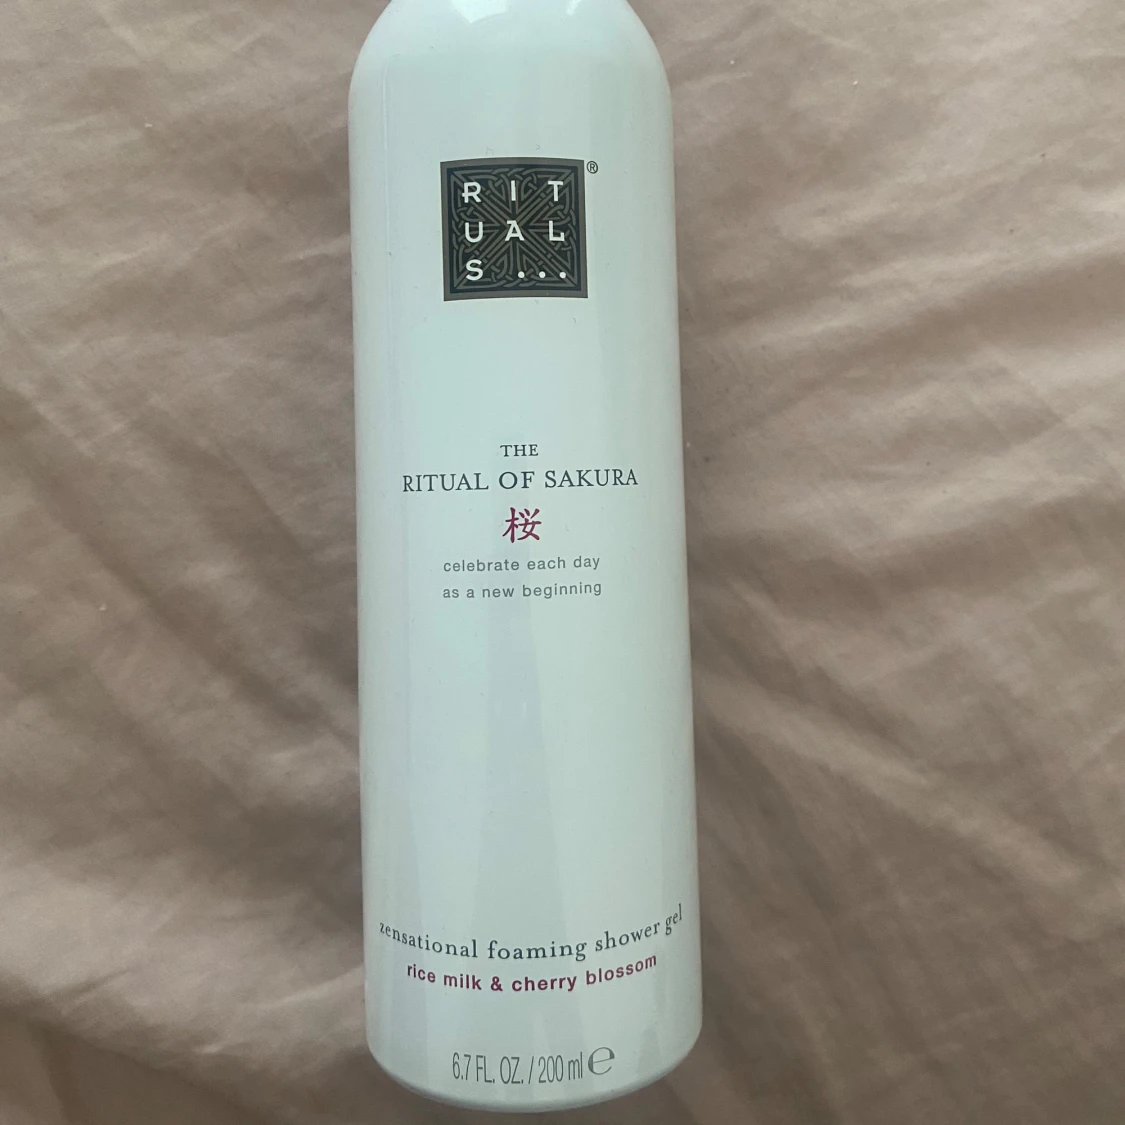 RIT
UAL
S...®
THE
RITUAL OF SAKURA
桜
celebrate each day
as a new beginning
zensational foaming shower gel
rice milk & cherry blossom
6.7 FL. OZ. / 200 ml ℮